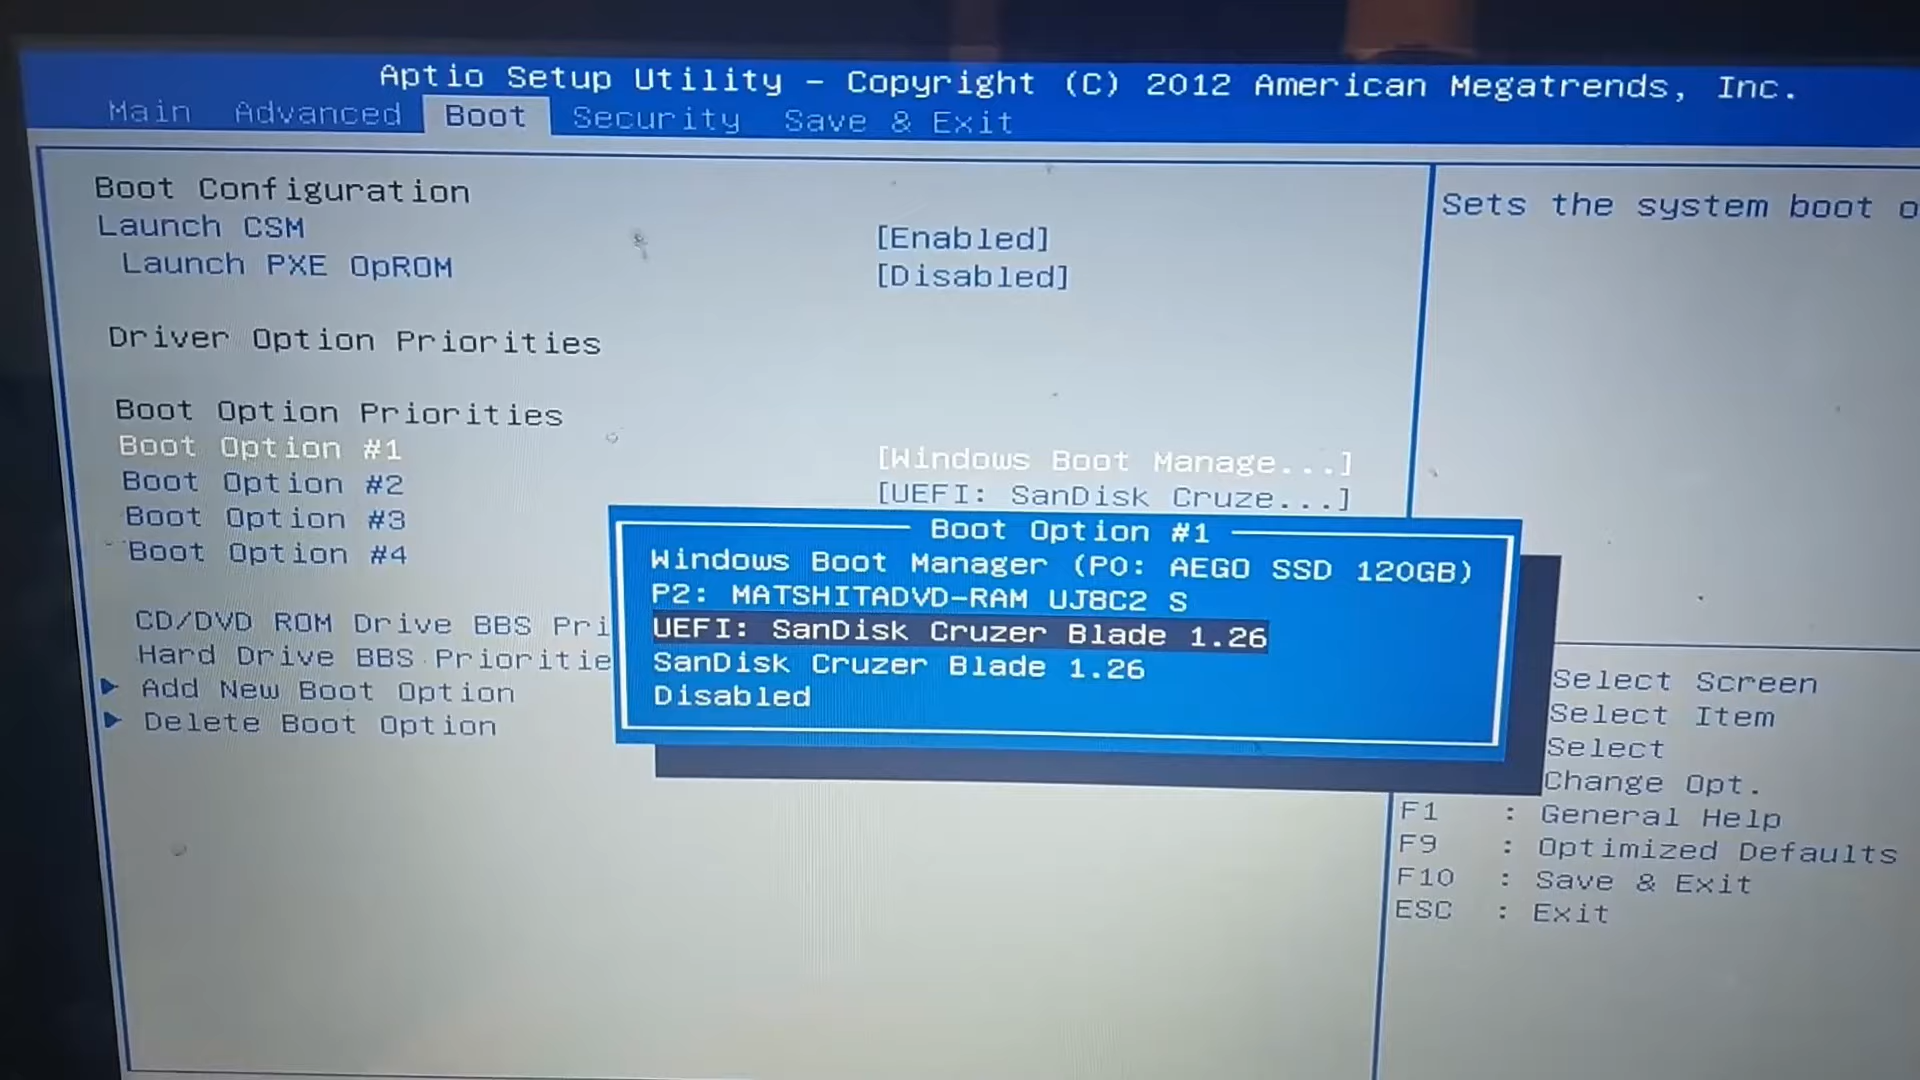 Aptio Setup Utility – Copyright (C) 2012 American Megatrends, Inc.
Main Advanced Boot Security Save & Exit
Boot Configuration
Launch CSM [Enabled]
Launch PXE OpROM [Disabled]
Driver Option Priorities
Boot Option Priorities
Boot Option #1 [Windows Boot Manage...]
Boot Option #2 [UEFI: SanDisk Cruze...]
Boot Option #3
Boot Option #4
CD/DVD ROM Drive BBS Pri
Hard Drive BBS Prioritie
Add New Boot Option
Delete Boot Option
Boot Option #1
Windows Boot Manager (P0: AEGO SSD 120GB)
P2: MATSHITADVD-RAM UJ8C2 S
UEFI: SanDisk Cruzer Blade 1.26
SanDisk Cruzer Blade 1.26
Disabled
Sets the system boot o
Select Screen
Select Item
Select
Change Opt.
F1 : General Help
F9 : Optimized Defaults
F10 : Save & Exit
ESC : Exit